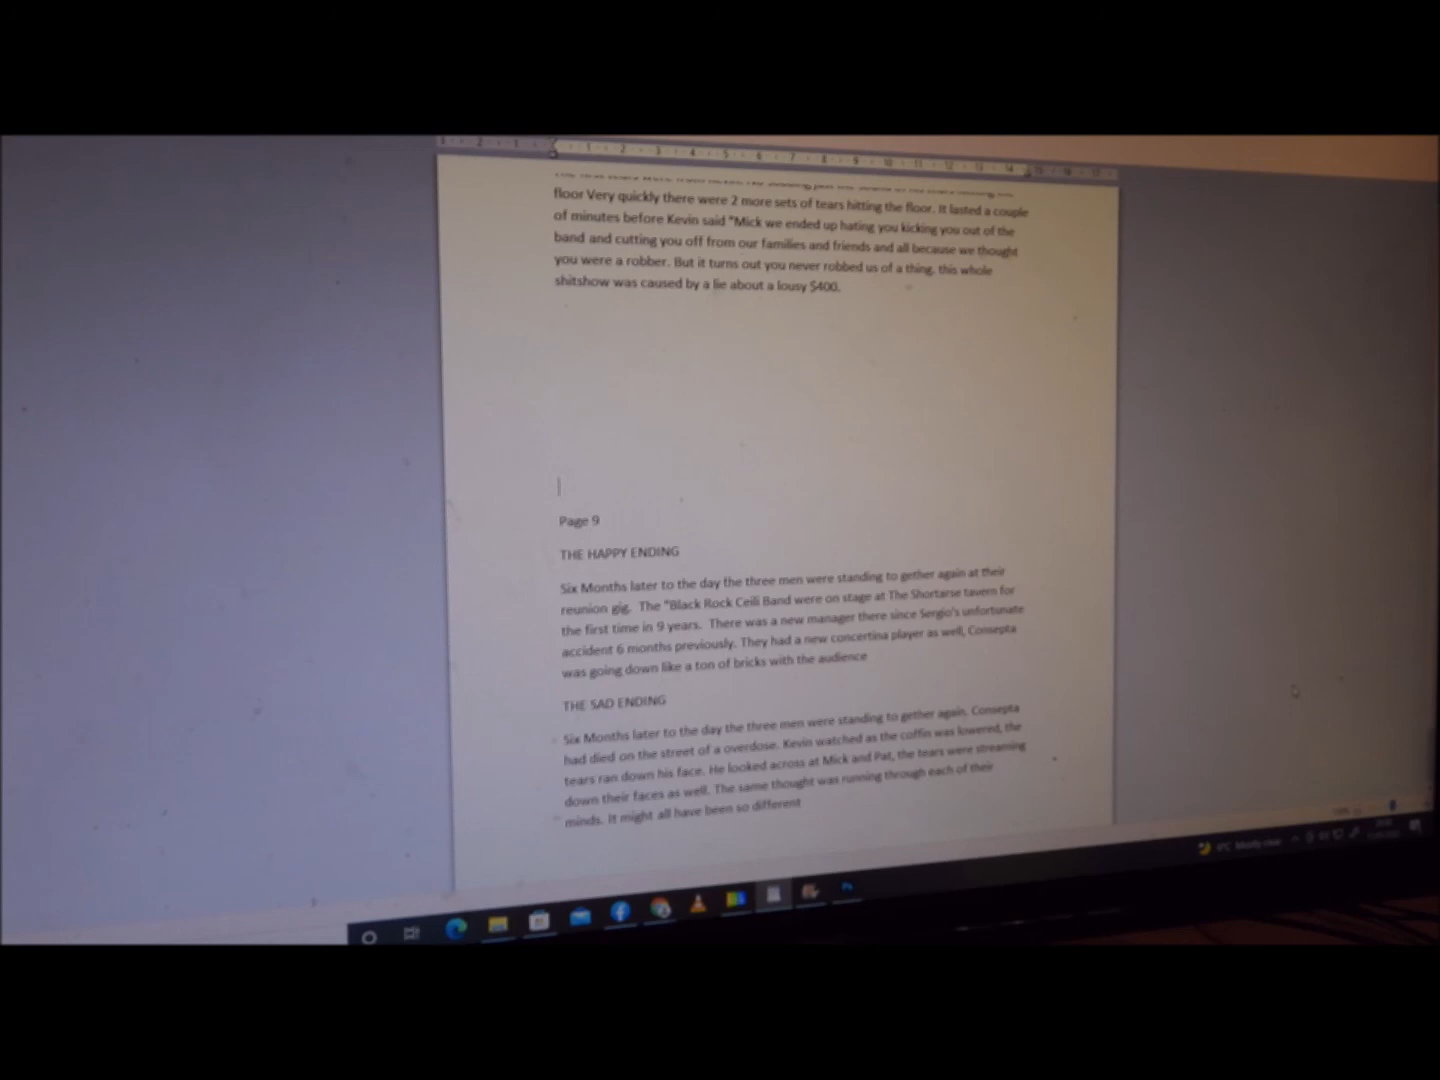 floor Very quickly there were 2 more sets of tears hitting the floor. It lasted a couple
of minutes before Kevin said "Mick we ended up hating you kicking you out of the
band and cutting you off from our families and friends and all because we thought
you were a robber. But it turns out you never robbed us of a thing. this whole
shitshow was caused by a lie about a lousy $400.
Page 9
THE HAPPY ENDING
Six Months later to the day the three men were standing to gether again at their
reunion gig. The "Black Rock Ceili Band were on stage at The Shortarse tavern for
the first time in 9 years. There was a new manager there since Sergio's unfortunate
accident 6 months previously. They had a new concertina player as well, Consepta
was going down like a ton of bricks with the audience
THE SAD ENDING
Six Months later to the day the three men were standing to gether again. Consepta
had died on the street of a overdose. Kevin watched as the coffin was lowered, the
tears ran down his face. He looked across at Mick and Pat, the tears were streaming
down their faces as well. The same thought was running through each of their
minds. It might all have been so different
Mostly clear